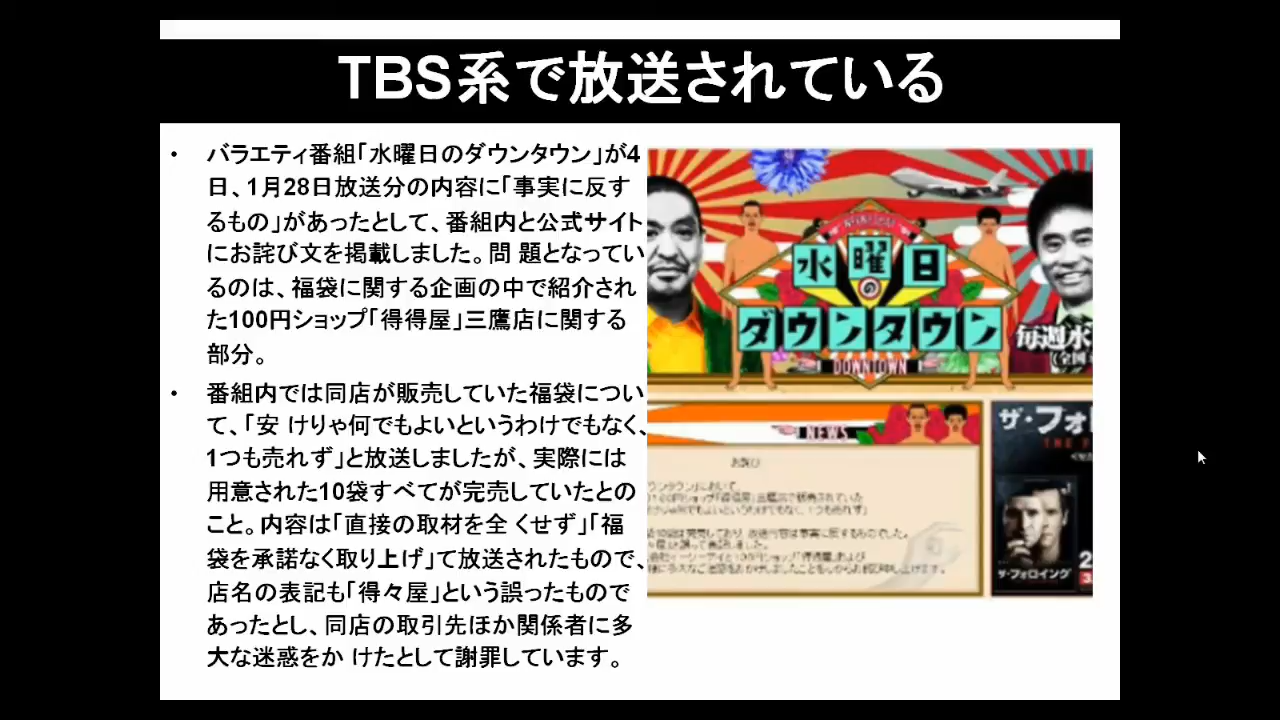 TBS系で放送されている
• バラエティ番組「水曜日のダウンタウン」が4
日、1月28日放送分の内容に「事実に反す
るもの」があったとして、番組内と公式サイト
にお詫び文を掲載しました。問 題となってい
るのは、福袋に関する企画の中で紹介され
た100円ショップ「得得屋」三鷹店に関する
部分。
• 番組内では同店が販売していた福袋につい
て、「安 けりゃ何でもよいというわけでもなく、
1つも売れず」と放送しましたが、実際には
用意された10袋すべてが完売していたとの
こと。内容は「直接の取材を全 くせず」「福
袋を承諾なく取り上げ」て放送されたもので、
店名の表記も「得々屋」という誤ったもので
あったとし、同店の取引先ほか関係者に多
大な迷惑をか けたとして謝罪しています。
水曜日
の
ダウンタウン
DOWNTOWN
毎週水
(全国
NEWS
お詫び
ザ・フォロ
ザ・フォロイング